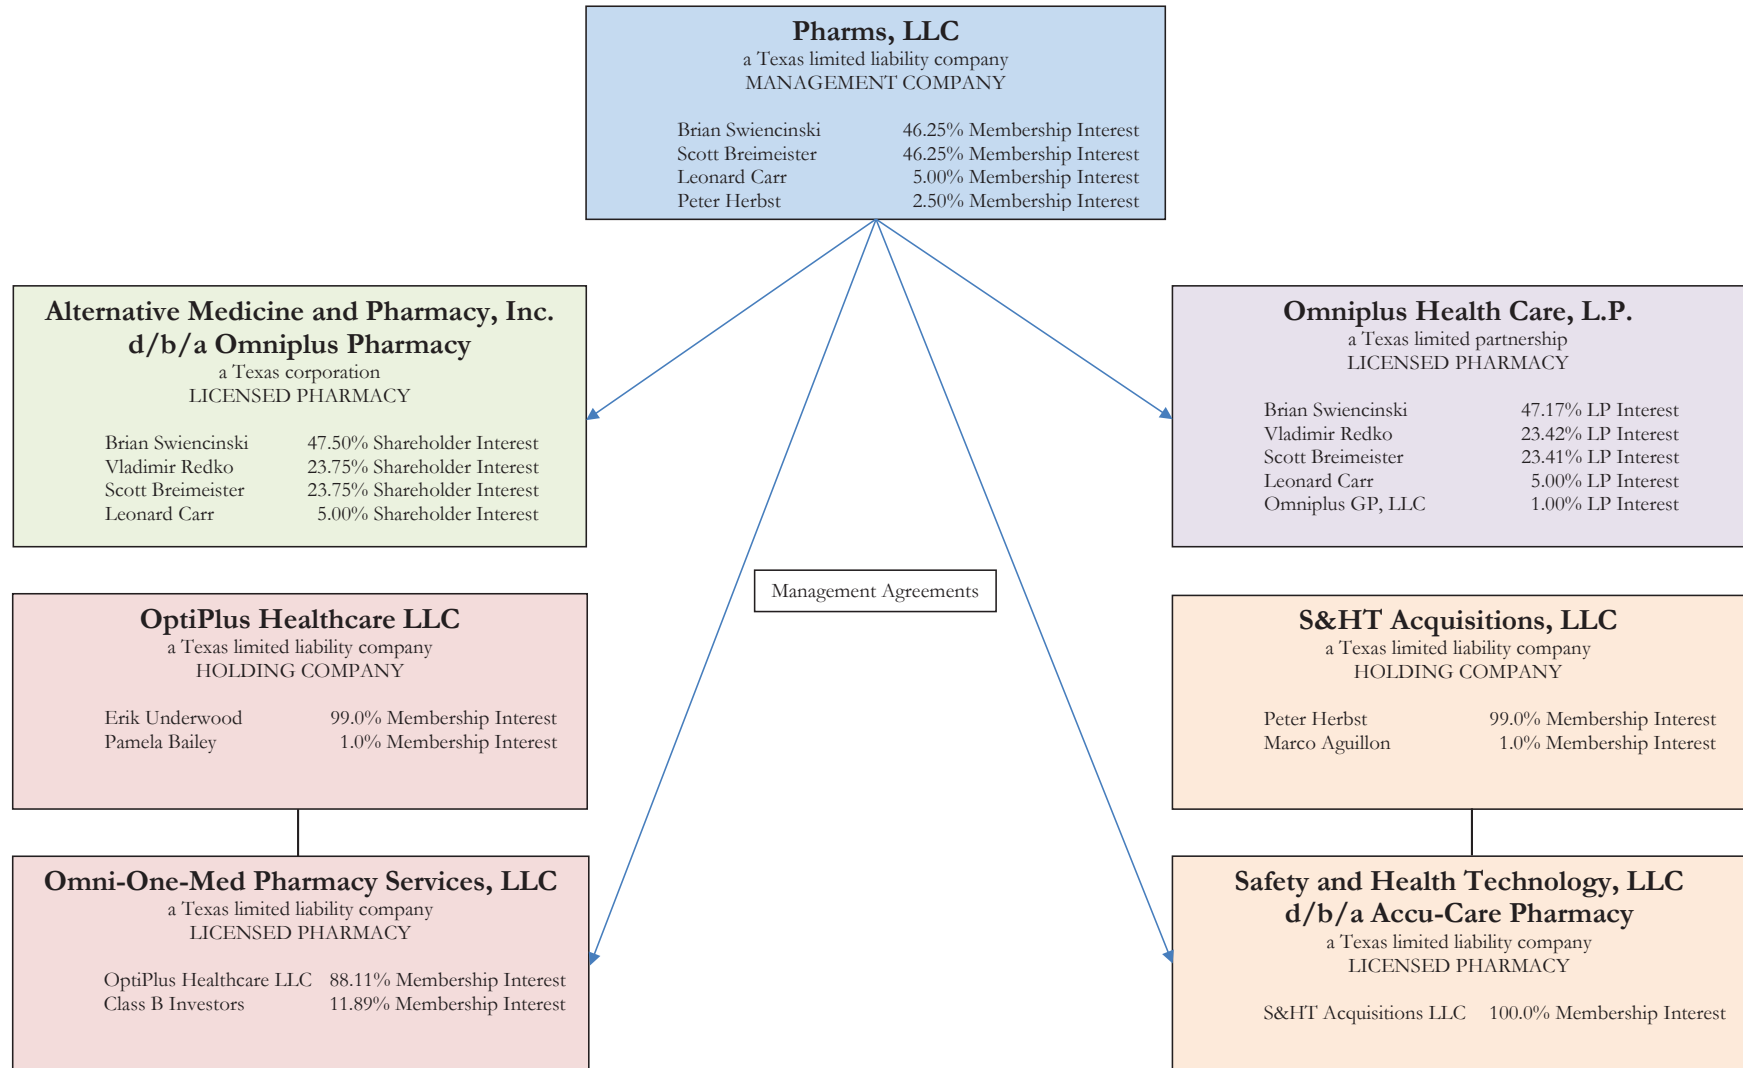 Pharms, LLC
a Texas limited liability company
MANAGEMENT COMPANY
Brian Swiencinski 46.25% Membership Interest
Scott Breimeister 46.25% Membership Interest
Leonard Carr 5.00% Membership Interest
Peter Herbst 2.50% Membership Interest
Alternative Medicine and Pharmacy, Inc.
d/b/a Omniplus Pharmacy
a Texas corporation
LICENSED PHARMACY
Brian Swiencinski 47.50% Shareholder Interest
Vladimir Redko 23.75% Shareholder Interest
Scott Breimeister 23.75% Shareholder Interest
Leonard Carr 5.00% Shareholder Interest
Omniplus Health Care, L.P.
a Texas limited partnership
LICENSED PHARMACY
Brian Swiencinski 47.17% LP Interest
Vladimir Redko 23.42% LP Interest
Scott Breimeister 23.41% LP Interest
Leonard Carr 5.00% LP Interest
Omniplus GP, LLC 1.00% LP Interest
Management Agreements
OptiPlus Healthcare LLC
a Texas limited liability company
HOLDING COMPANY
Erik Underwood 99.0% Membership Interest
Pamela Bailey 1.0% Membership Interest
S&HT Acquisitions, LLC
a Texas limited liability company
HOLDING COMPANY
Peter Herbst 99.0% Membership Interest
Marco Aguillon 1.0% Membership Interest
Omni-One-Med Pharmacy Services, LLC
a Texas limited liability company
LICENSED PHARMACY
OptiPlus Healthcare LLC 88.11% Membership Interest
Class B Investors 11.89% Membership Interest
Safety and Health Technology, LLC
d/b/a Accu-Care Pharmacy
a Texas limited liability company
LICENSED PHARMACY
S&HT Acquisitions LLC 100.0% Membership Interest